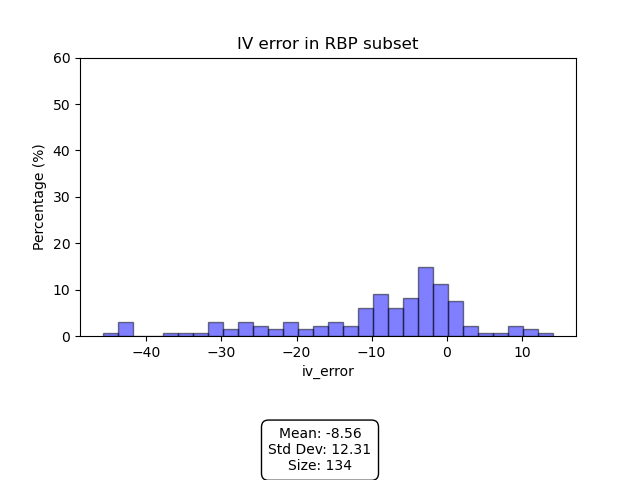 IV error in RBP subset
60
50
40
30
20
10
0
Percentage (%)
−40
−30
−20
−10
0
10
iv_error
Mean: -8.56
Std Dev: 12.31
Size: 134